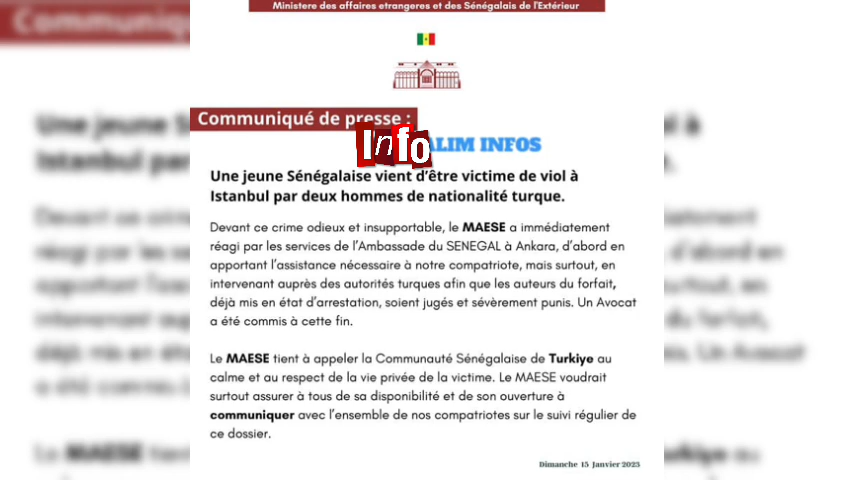 Ministere des affaires etrangeres et des Sénégalais de l'Extérieur
Communiqué de presse :
Info
ALIM INFOS
Une jeune Sénégalaise vient d'être victime de viol à
Istanbul par deux hommes de nationalité turque.
Devant ce crime odieux et insupportable, le MAESE a immédiatement
réagi par les services de l'Ambassade du SENEGAL à Ankara, d'abord en
apportant l'assistance nécessaire à notre compatriote, mais surtout, en
intervenant auprès des autorités turques afin que les auteurs du forfait,
déjà mis en état d'arrestation, soient jugés et sévèrement punis. Un Avocat
a été commis à cette fin.
Le MAESE tient à appeler la Communauté Sénégalaise de Turkiye au
calme et au respect de la vie privée de la victime. Le MAESE voudrait
surtout assurer à tous de sa disponibilité et de son ouverture à
communiquer avec l'ensemble de nos compatriotes sur le suivi régulier de
ce dossier.
Dimanche 15 Janvier 2023